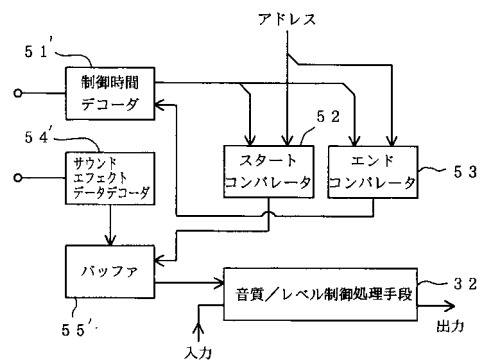 アドレス
51'
制御時間
デコーダ
52
54'
サウンド
エフェクト
データデコーダ
スタート
コンパレータ
エンド
コンパレータ
53
バッファ
32
音質/レベル制御処理手段
55'
入力
出力